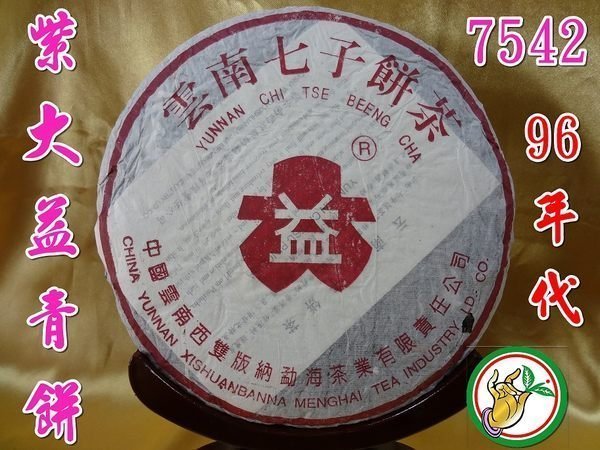 紫大益青餅
7542
96年代
雲南七子餅茶
YUNNAN CHI TSE BEENG CHA
®
益
中國雲南西雙版納勐海茶業有限責任公司
CHINA YUNNAN XISHUANBANNA MENGHAI TEA INDUSTRY LTD. CO.